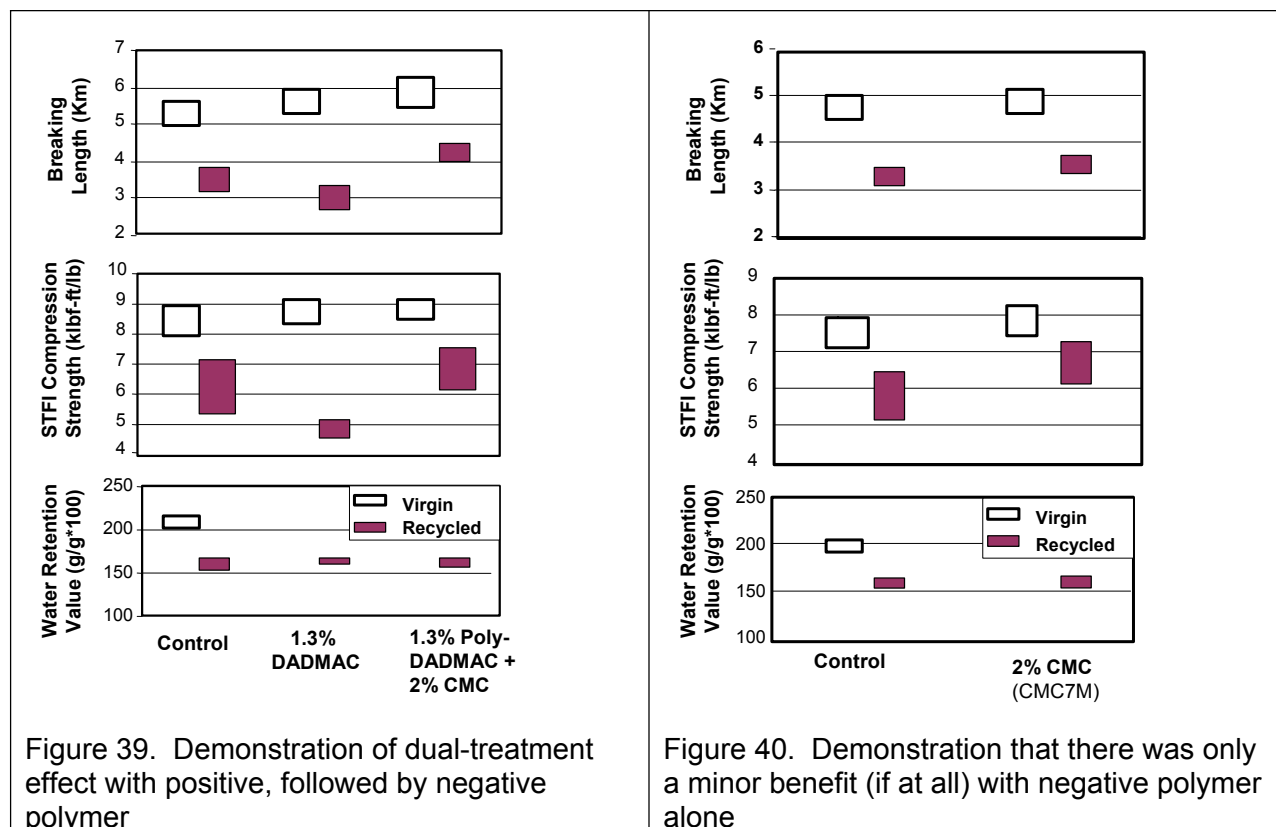 7
6
5
4
3
2
Breaking
Length (Km)
10
9
8
7
6
5
4
STFI Compression
Strength (klbf-ft/lb)
250
200
150
100
Water Retention
Value (g/g*100)
Virgin
Recycled
Control
1.3%
DADMAC
1.3% Poly-
DADMAC +
2% CMC
Figure 39. Demonstration of dual-treatment
effect with positive, followed by negative
polymer
6
5
4
3
2
Breaking
Length (Km)
9
8
7
6
5
4
STFI Compression
Strength (klbf-ft/lb)
250
200
150
100
Water Retention
Value (g/g*100)
Virgin
Recycled
Control
2% CMC
(CMC7M)
Figure 40. Demonstration that there was only
a minor benefit (if at all) with negative polymer
alone